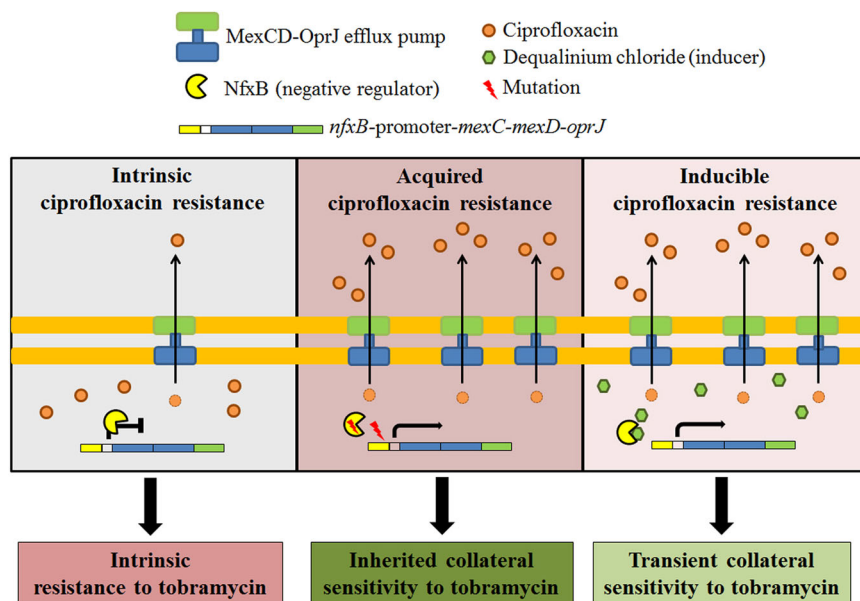 MexCD-OprJ efflux pump
NfxB (negative regulator)
nfxB-promoter-mexC-mexD-oprJ
Ciprofloxacin
Dequalinium chloride (inducer)
Mutation
Intrinsic
ciprofloxacin resistance
Acquired
ciprofloxacin resistance
Inducible
ciprofloxacin resistance
Intrinsic
resistance to tobramycin
Inherited collateral
sensitivity to tobramycin
Transient collateral
sensitivity to tobramycin